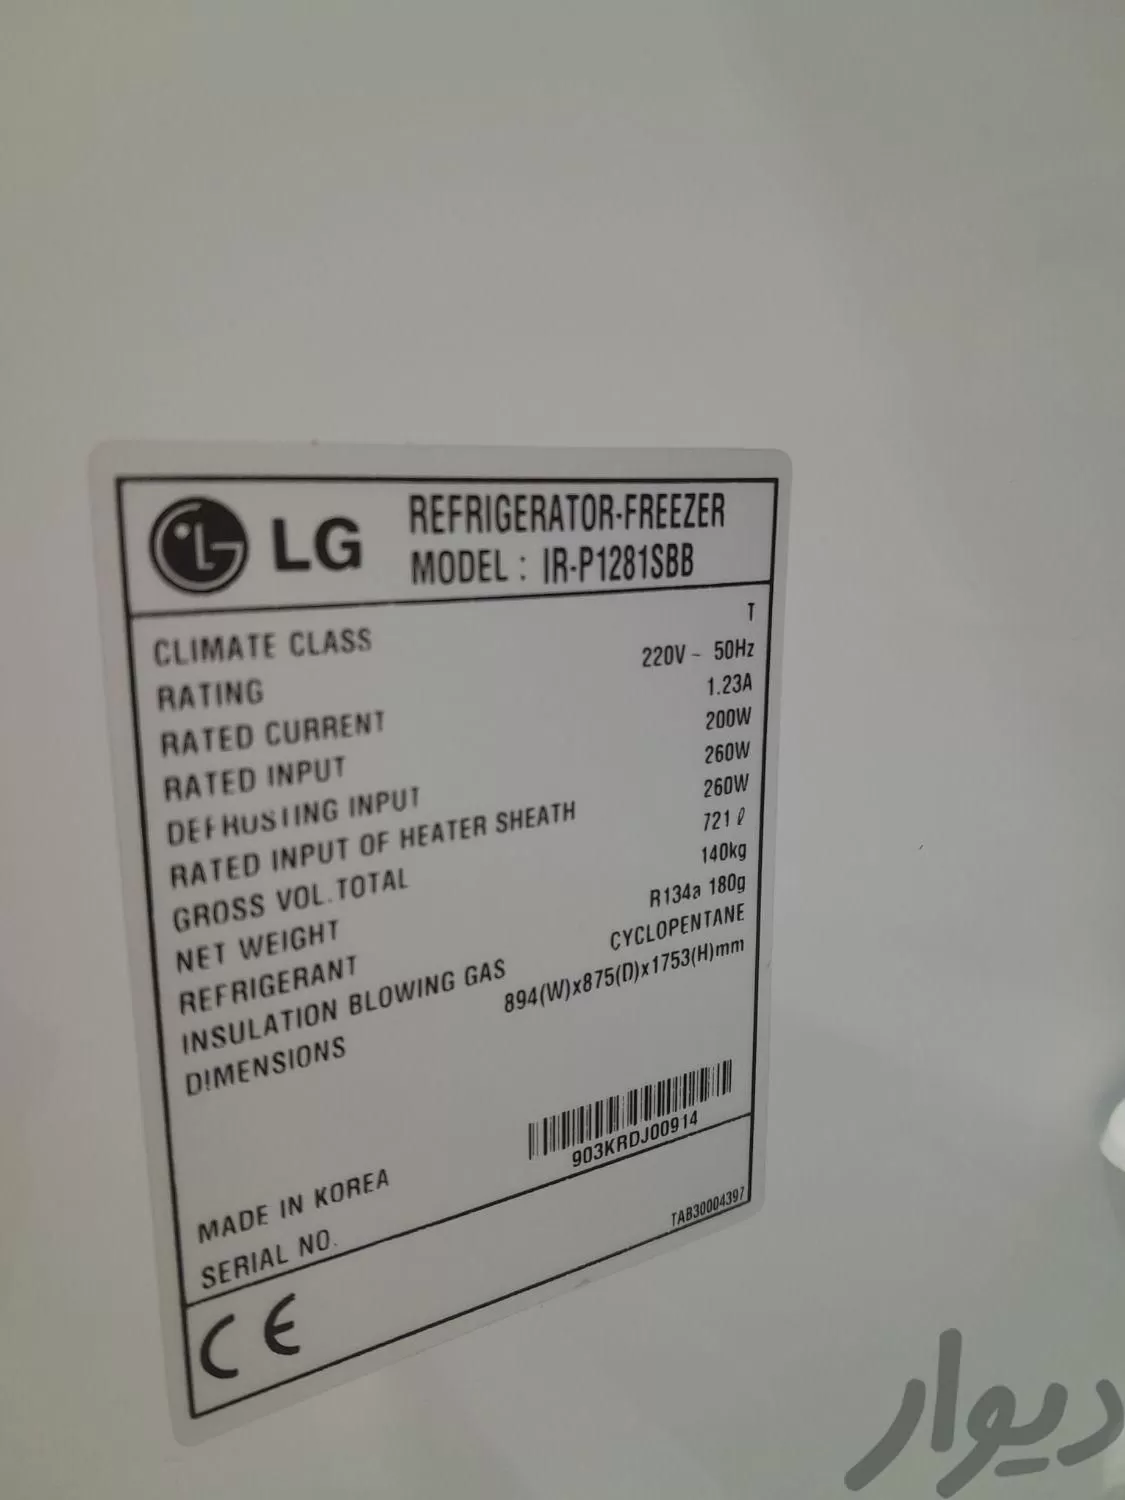 LG
REFRIGERATOR-FREEZER
MODEL : IR-P1281SBB
CLIMATE CLASS T
RATING 220V ~ 50Hz
RATED CURRENT 1.23A
RATED INPUT 200W
DEFROSTING INPUT 260W
RATED INPUT OF HEATER SHEATH 260W
GROSS VOL.TOTAL 721 ℓ
NET WEIGHT 140kg
REFRIGERANT R134a 180g
INSULATION BLOWING GAS CYCLOPENTANE
DIMENSIONS 894(W)x875(D)x1753(H)mm
MADE IN KOREA
SERIAL NO. 903KRDJ00914
TAB30004397
CE
دیوار